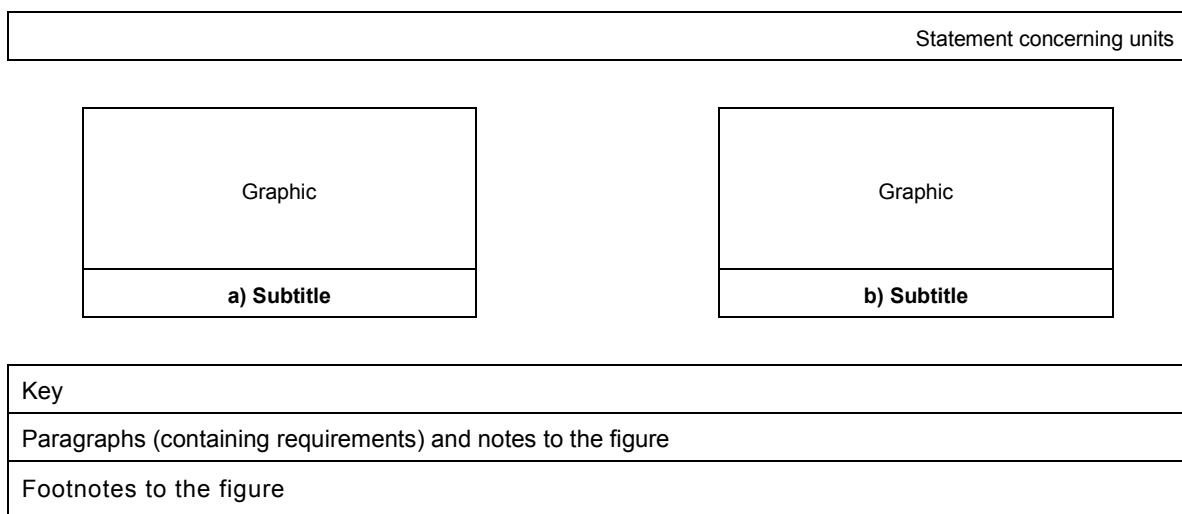 Statement concerning units
Graphic
Graphic
a) Subtitle
b) Subtitle
Key
Paragraphs (containing requirements) and notes to the figure
Footnotes to the figure